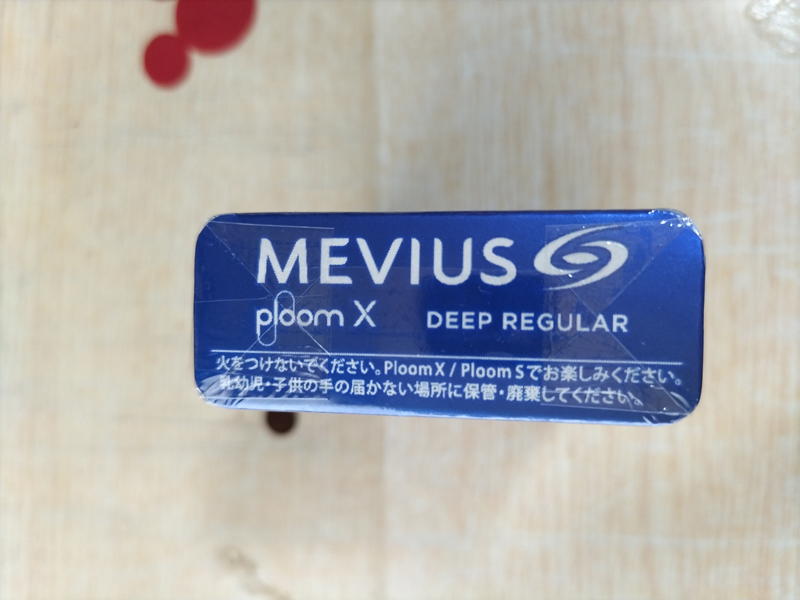 MEVIUS
ploom X DEEP REGULAR
火をつけないでください。Ploom X / Ploom Sでお楽しみください。
乳幼児・子供の手の届かない場所に保管・廃棄してください。